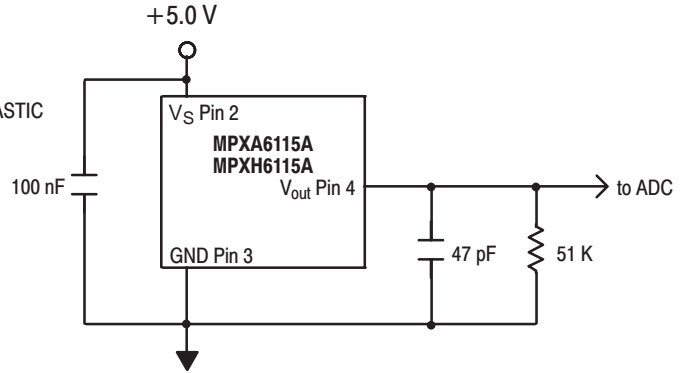 +5.0 V
VS Pin 2
MPXA6115A
MPXH6115A
100 nF
Vout Pin 4
to ADC
GND Pin 3
47 pF
51 K